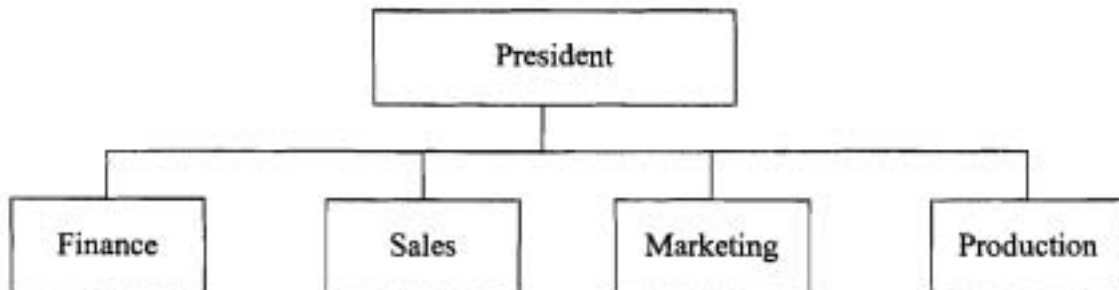 President
Finance
Sales
Marketing
Production